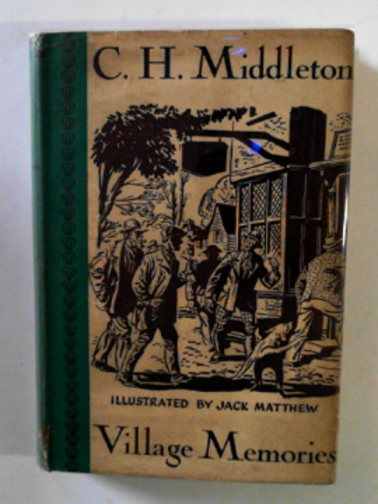 C. H. Middleton
ILLUSTRATED BY JACK MATTHEW
Village Memories